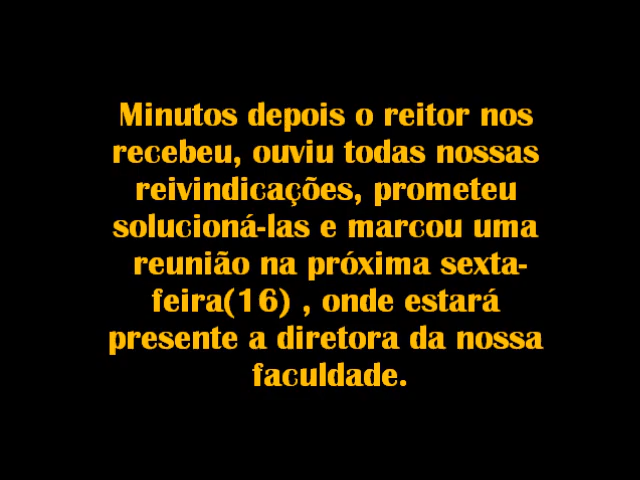 Minutos depois o reitor nos
recebeu, ouviu todas nossas
reivindicações, prometeu
solucioná-las e marcou uma
reunião na próxima sexta-
feira(16) , onde estará
presente a diretora da nossa
faculdade.